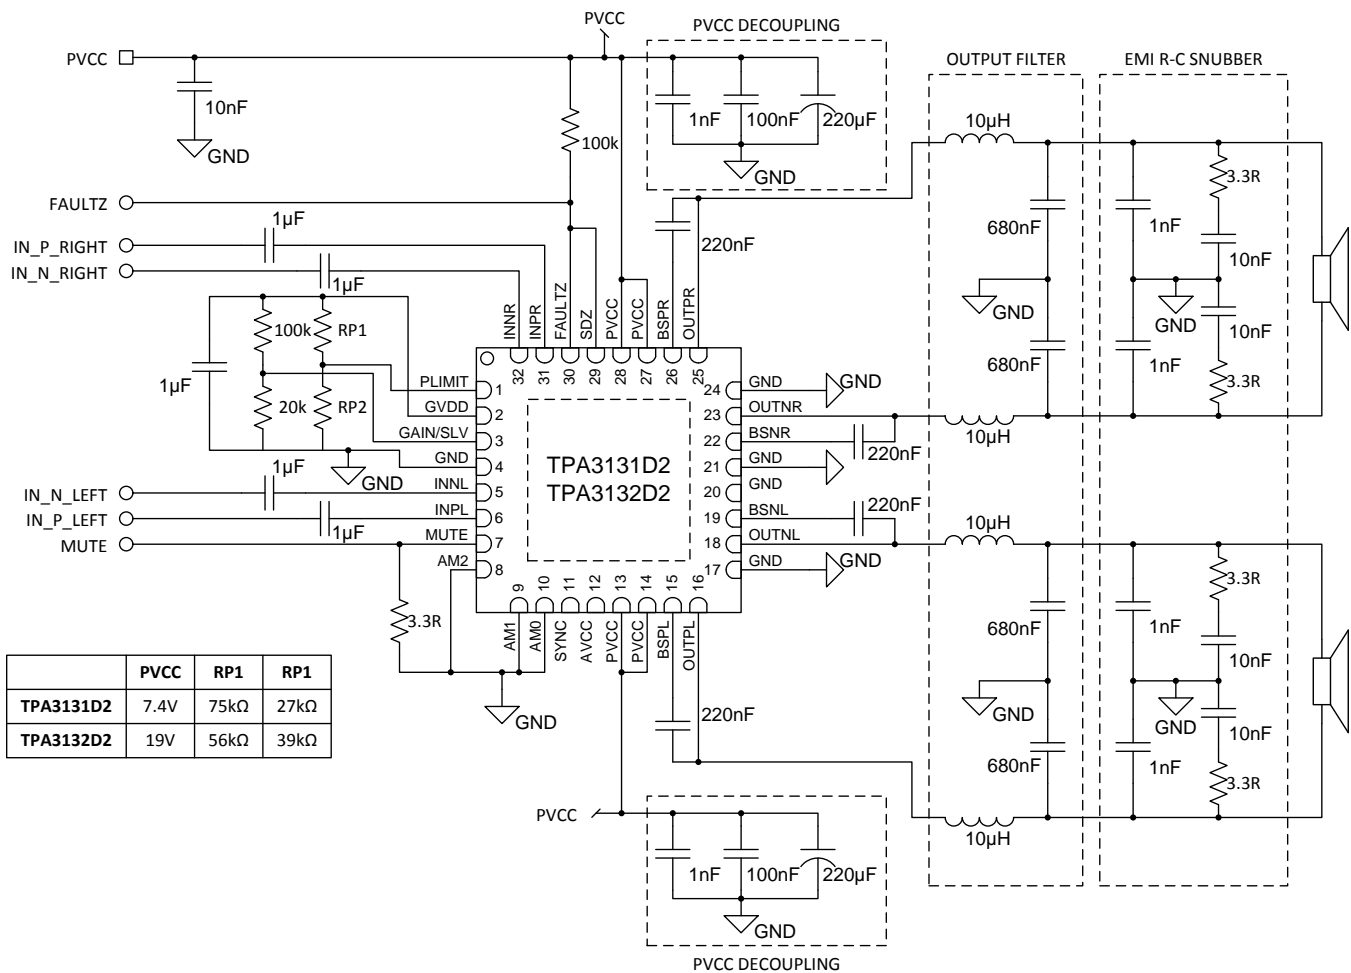 PVCC
PVCC DECOUPLING
PVCC
10nF
GND
100k
1nF
100nF
220µF
GND
OUTPUT FILTER
EMI R-C SNUBBER
10µH
680nF
GND
680nF
10µH
1nF
GND
1nF
3.3R
10nF
10nF
3.3R
FAULTZ
IN_P_RIGHT
1µF
IN_N_RIGHT
1µF
220nF
INNR
INPR
FAULTZ
SDZ
PVCC
PVCC
BSPR
OUTPR
32
31
30
29
28
27
26
25
1µF
100k
RP1
20k
RP2
GND
PLIMIT
1
GVDD
2
GAIN/SLV
3
GND
4
IN_N_LEFT
1µF
INNL
5
IN_P_LEFT
1µF
INPL
6
MUTE
MUTE
7
AM2
8
3.3R
TPA3131D2
TPA3132D2
24
GND
GND
23
OUTNR
22
BSNR
220nF
21
GND
GND
20
GND
220nF
19
BSNL
18
OUTNL
17
GND
GND
9
10
11
12
13
14
15
16
AM1
AM0
SYNC
AVCC
PVCC
PVCC
BSPL
OUTPL
GND
220nF
10µH
680nF
GND
680nF
10µH
1nF
GND
1nF
3.3R
10nF
10nF
3.3R
PVCC RP1 RP1
TPA3131D2 7.4V 75kΩ 27kΩ
TPA3132D2 19V 56kΩ 39kΩ
PVCC
1nF
100nF
220µF
GND
PVCC DECOUPLING